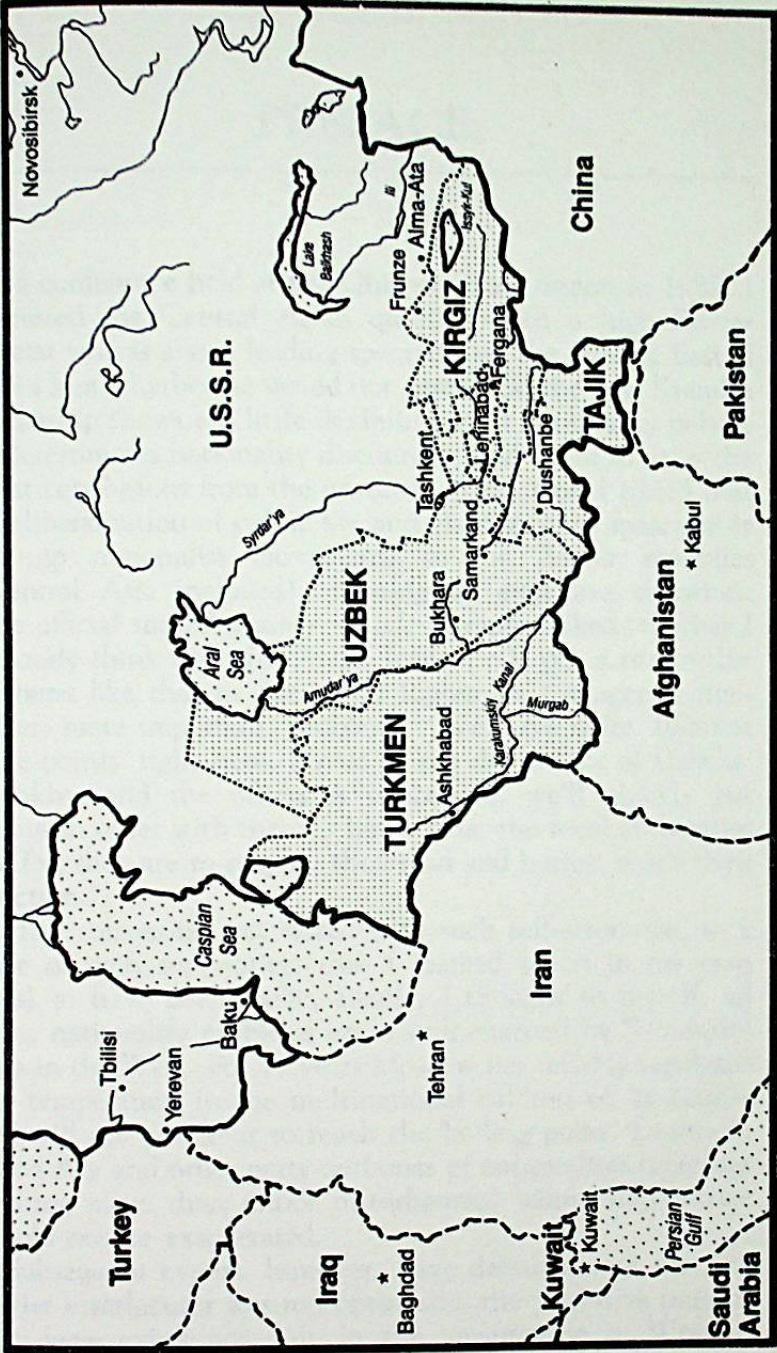 Novosibirsk
U.S.S.R.
Lake
Balkhash
Ili
Alma-Ata
Frunze
Issyk-Kul
KIRGIZ
China
Fergana
Leninabad
Tashkent
Syrdar'ya
Aral
Sea
UZBEK
Samarkand
Bukhara
Dushanbe
TAJIK
Pakistan
Kabul
Afghanistan
Amudar'ya
TURKMEN
Ashkhabad
Karakumskiy Kanal
Murgab
Caspian
Sea
Iran
Tehran
Baku
Tbilisi
Yerevan
Turkey
Iraq
Baghdad
Kuwait
Kuwait
Persian
Gulf
Saudi
Arabia